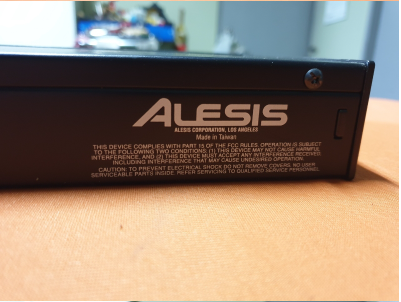 ALESIS
ALESIS CORPORATION, LOS ANGELES
Made in Taiwan
THIS DEVICE COMPLIES WITH PART 15 OF THE FCC RULES. OPERATION IS SUBJECT
TO THE FOLLOWING TWO CONDITIONS: (1) THIS DEVICE MAY NOT CAUSE HARMFUL
INTERFERENCE, AND (2) THIS DEVICE MUST ACCEPT ANY INTERFERENCE RECEIVED,
INCLUDING INTERFERENCE THAT MAY CAUSE UNDESIRED OPERATION.
CAUTION: TO PREVENT ELECTRICAL SHOCK DO NOT REMOVE COVERS. NO USER
SERVICEABLE PARTS INSIDE. REFER SERVICING TO QUALIFIED SERVICE PERSONNEL.